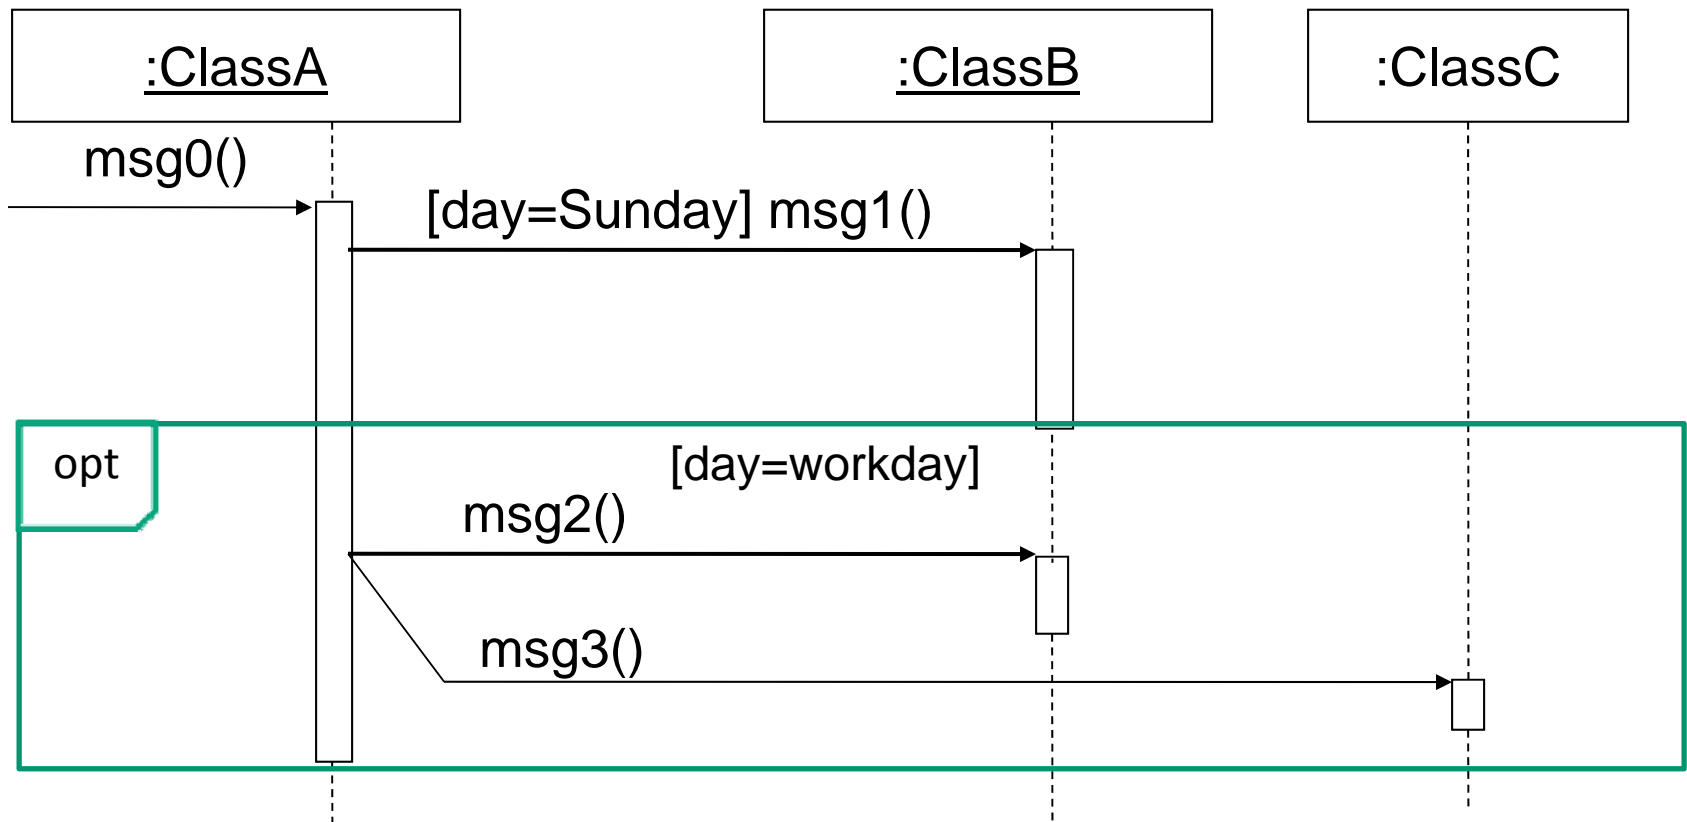 :ClassA
:ClassB
:ClassC
msg0()
[day=Sunday] msg1()
opt
[day=workday]
msg2()
msg3()